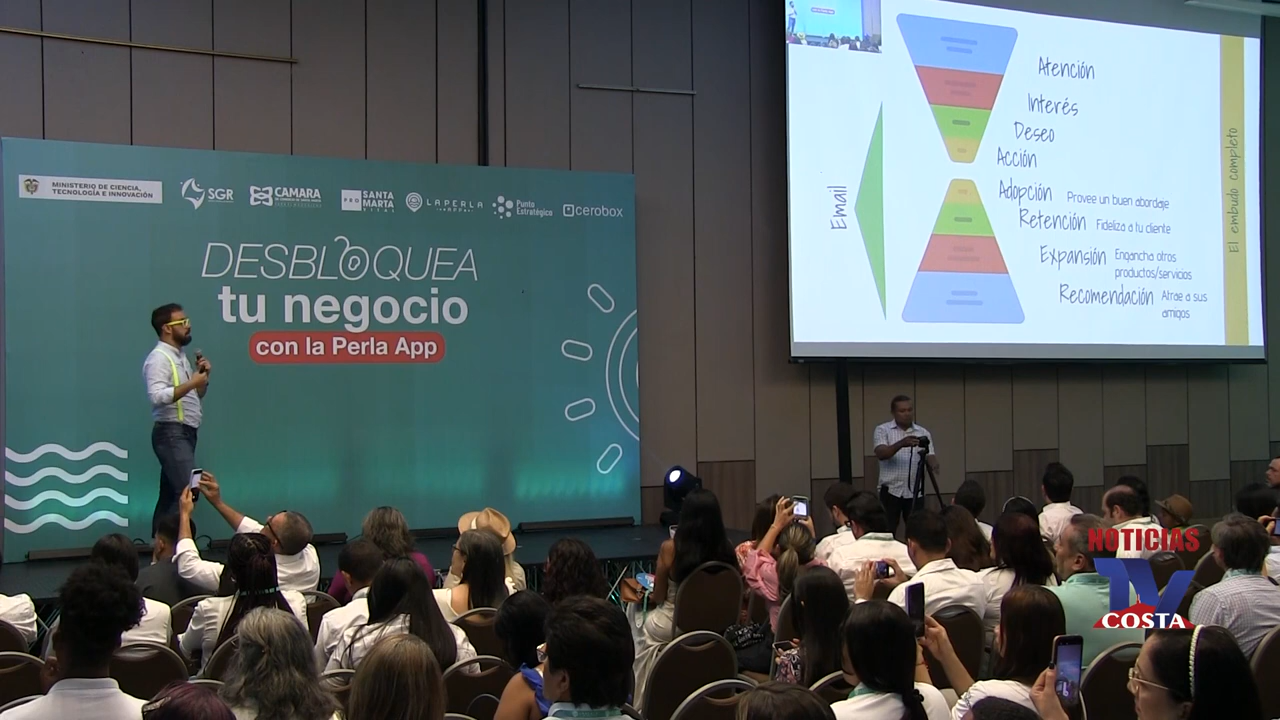 MINISTERIO DE CIENCIA,
TECNOLOGÍA E INNOVACIÓN
SGR
CAMARA
PRO
SANTA
MARTA
LA PERLA
Punto
Estratégico
cerobox
DESBLOQUEA
tu negocio
con la Perla App
Atención
Interés
Deseo
Acción
Adopción Provee un buen abordaje
Retención Fideliza a tu cliente
Expansión Engancha otros
productos/servicios
Recomendación Atrae a sus
amigos
Email
El embudo completo
NOTICIAS
TV
COSTA